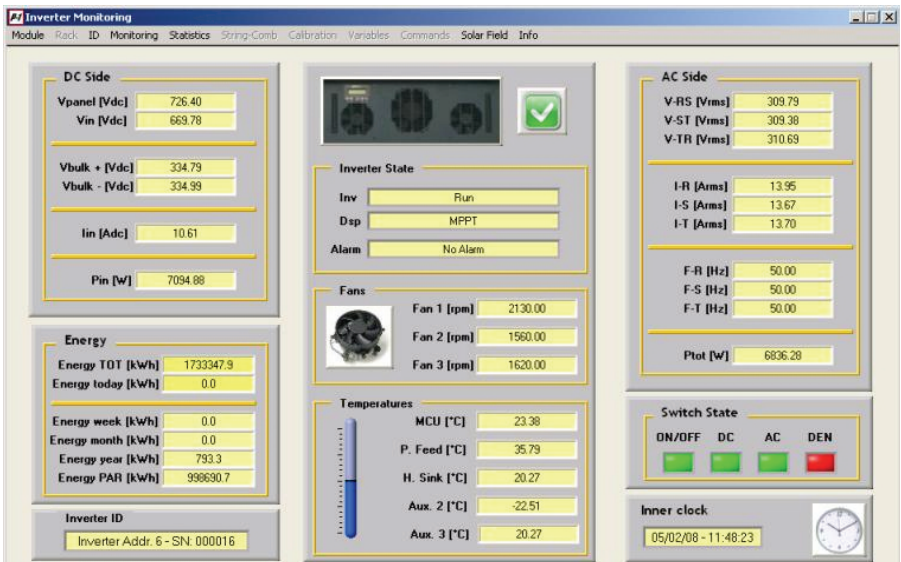 Inverter Monitoring
Module Rack ID Monitoring Statistics String-Comb Calibration Variables Commands Solar Field Info
DC Side
Vpanel [Vdc] 726.40
Vin [Vdc] 669.78
Vbulk + [Vdc] 334.79
Vbulk - [Vdc] 334.99
Iin [Adc] 10.61
Pin [W] 7094.88
Energy
Energy TOT [kWh] 1733347.9
Energy today [kWh] 0.0
Energy week [kWh] 0.0
Energy month [kWh] 0.0
Energy year [kWh] 793.3
Energy PAR [kWh] 998690.7
Inverter ID
Inverter Addr. 6 - SN: 000016
Inverter State
Inv Run
Dsp MPPT
Alarm No Alarm
Fans
Fan 1 [rpm] 2130.00
Fan 2 [rpm] 1560.00
Fan 3 [rpm] 1620.00
Temperatures
MCU [°C] 23.38
P. Feed [°C] 35.79
H. Sink [°C] 20.27
Aux. 2 [°C] -22.51
Aux. 3 [°C] 20.27
AC Side
V-RS [Vrms] 309.79
V-ST [Vrms] 309.38
V-TR [Vrms] 310.69
I-R [Arms] 13.95
I-S [Arms] 13.67
I-T [Arms] 13.70
F-R [Hz] 50.00
F-S [Hz] 50.00
F-T [Hz] 50.00
Ptot [W] 6836.28
Switch State
ON/OFF DC AC DEN
Inner clock
05/02/08 - 11:48:23